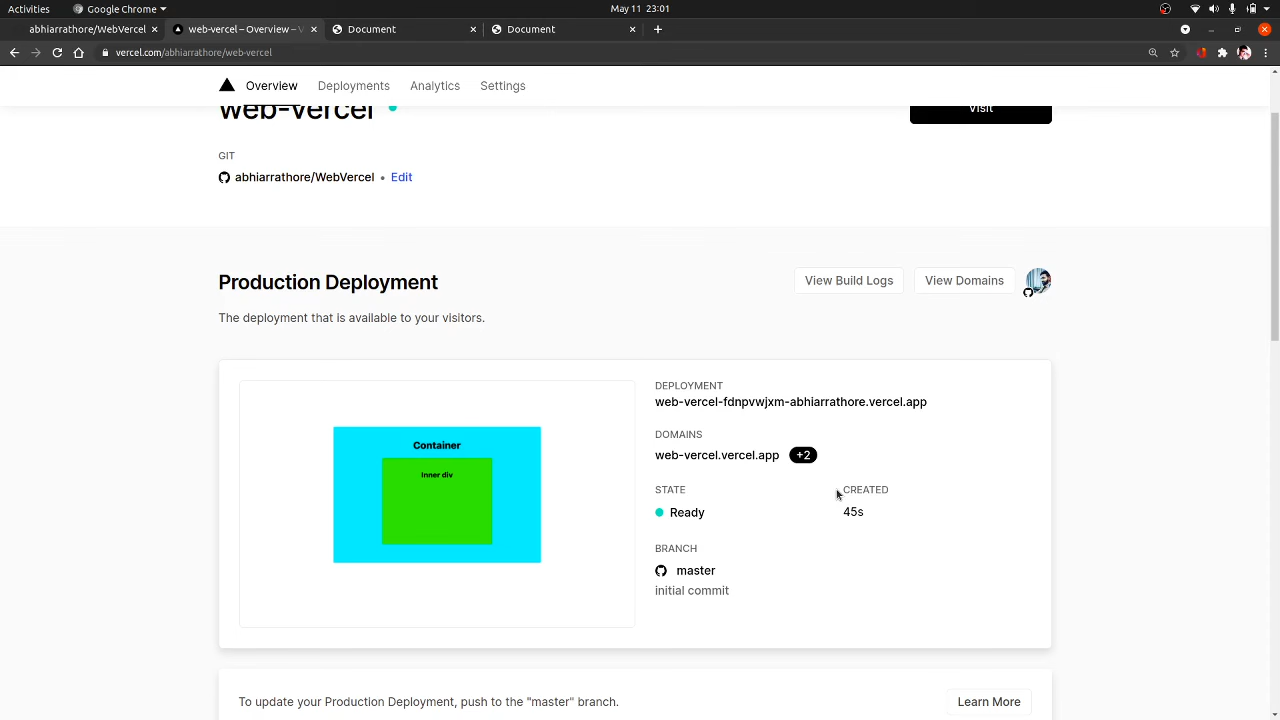 Activities
Google Chrome
May 11 23:01
abhiarrathore/WebVercel
web-vercel – Overview – V
Document
Document
vercel.com/abhiarrathore/web-vercel
Overview
Deployments
Analytics
Settings
web-vercel
Visit
GIT
abhiarrathore/WebVercel • Edit
Production Deployment
View Build Logs
View Domains
The deployment that is available to your visitors.
Container
Inner div
DEPLOYMENT
web-vercel-fdnpvwjxm-abhiarrathore.vercel.app
DOMAINS
web-vercel.vercel.app +2
STATE
CREATED
Ready
45s
BRANCH
master
initial commit
To update your Production Deployment, push to the "master" branch.
Learn More